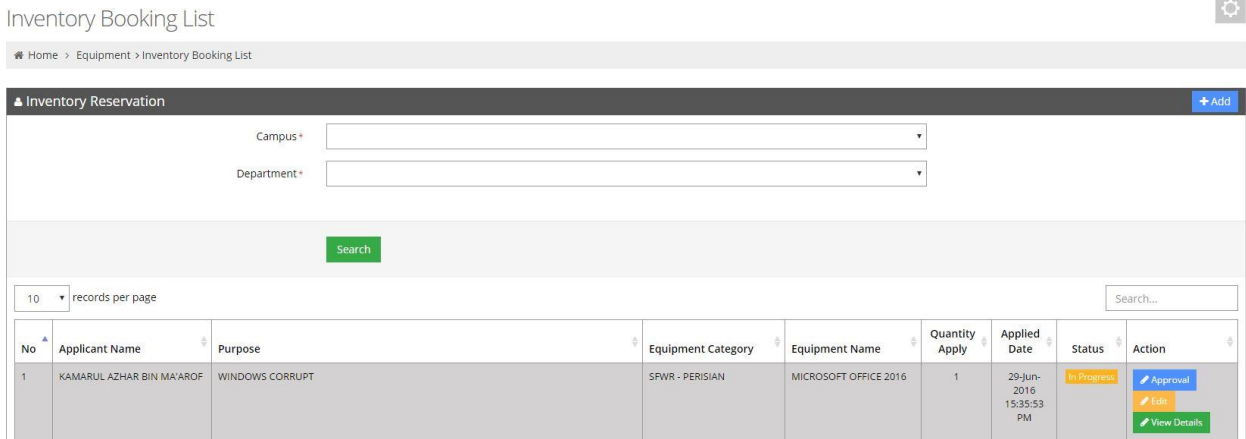 Inventory Booking List
Home > Equipment > Inventory Booking List
Inventory Reservation
+ Add
Campus *
Department *
Search
10 records per page
Search...
No Applicant Name Purpose Equipment Category Equipment Name Quantity Apply Applied Date Status Action
1 KAMARUL AZHAR BIN MA'AROF WINDOWS CORRUPT SFWR - PERISIAN MICROSOFT OFFICE 2016 1 29-Jun-2016 15:35:53 PM In Progress Approval
Edit
View Details